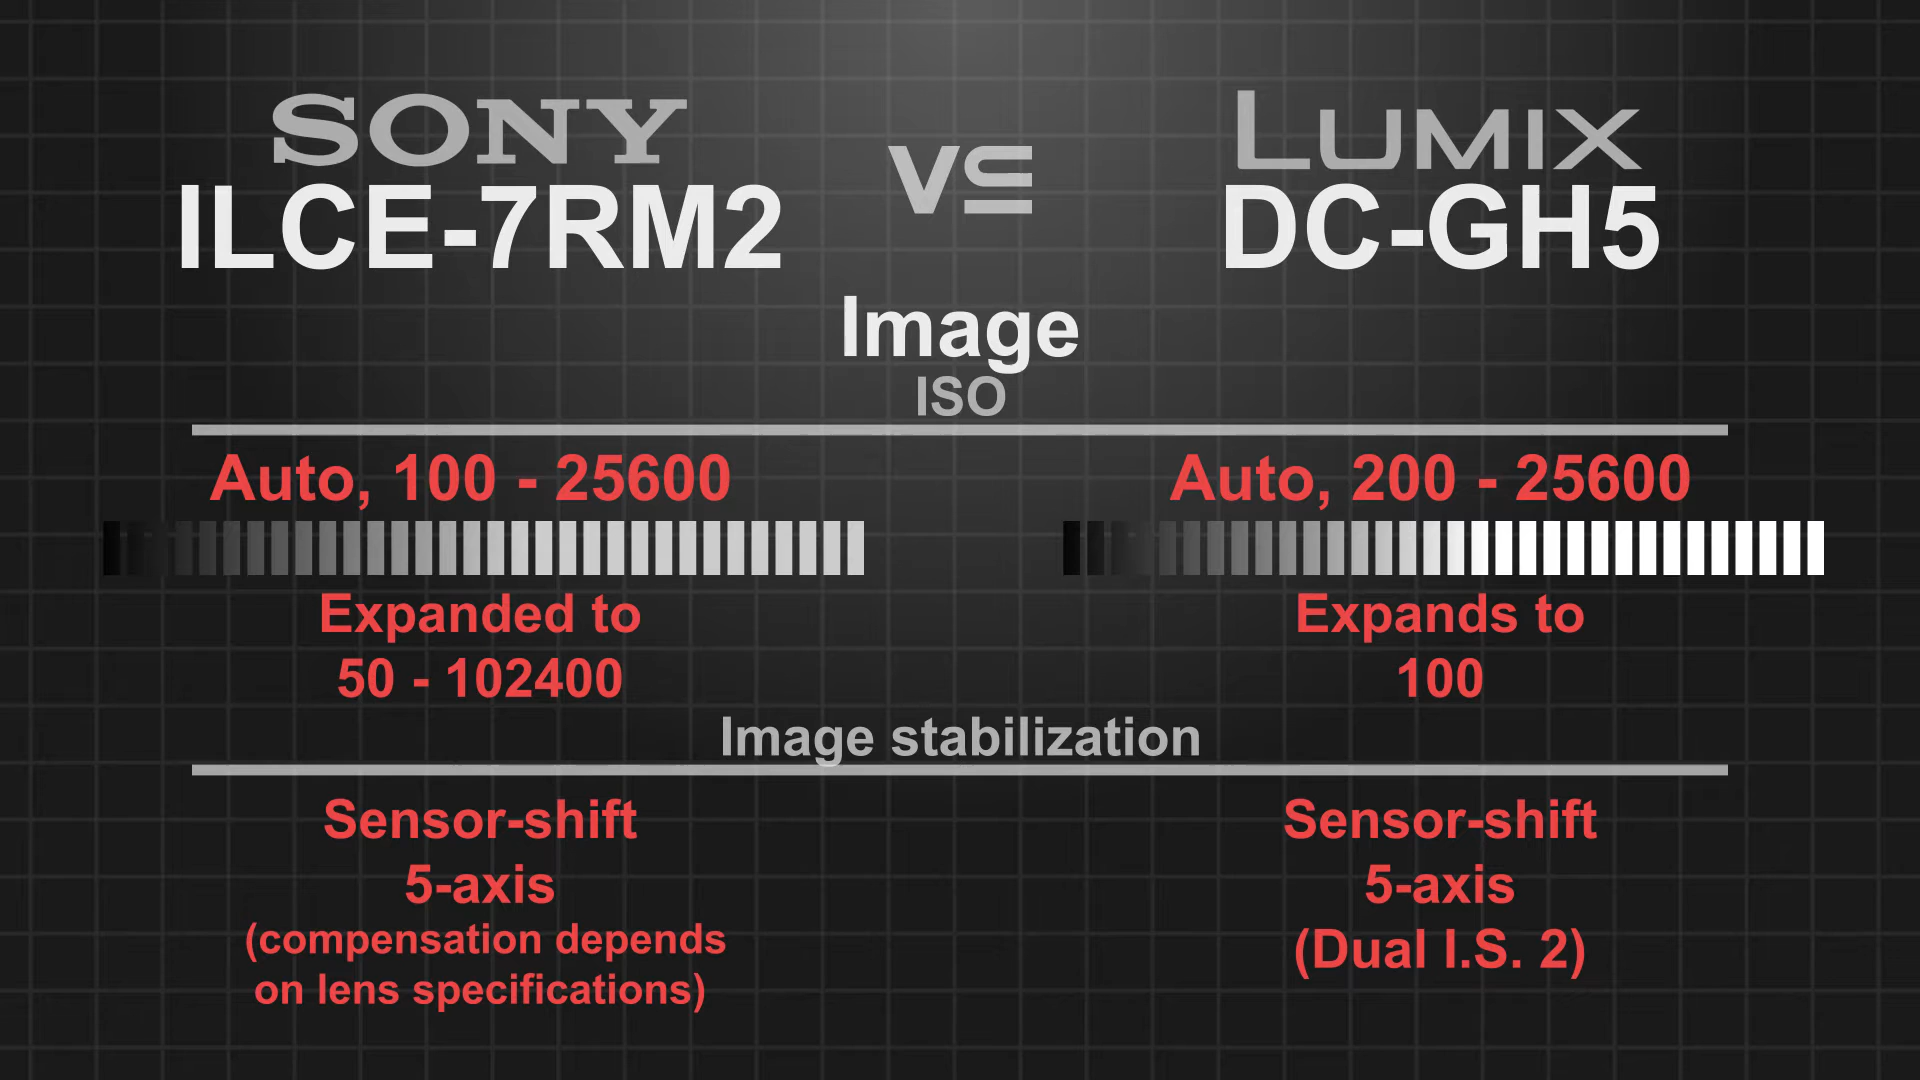 SONY
ILCE-7RM2
VS
LUMIX
DC-GH5
Image
ISO
Auto, 100 - 25600
Auto, 200 - 25600
Expanded to
50 - 102400
Expands to
100
Image stabilization
Sensor-shift
5-axis
(compensation depends
on lens specifications)
Sensor-shift
5-axis
(Dual I.S. 2)